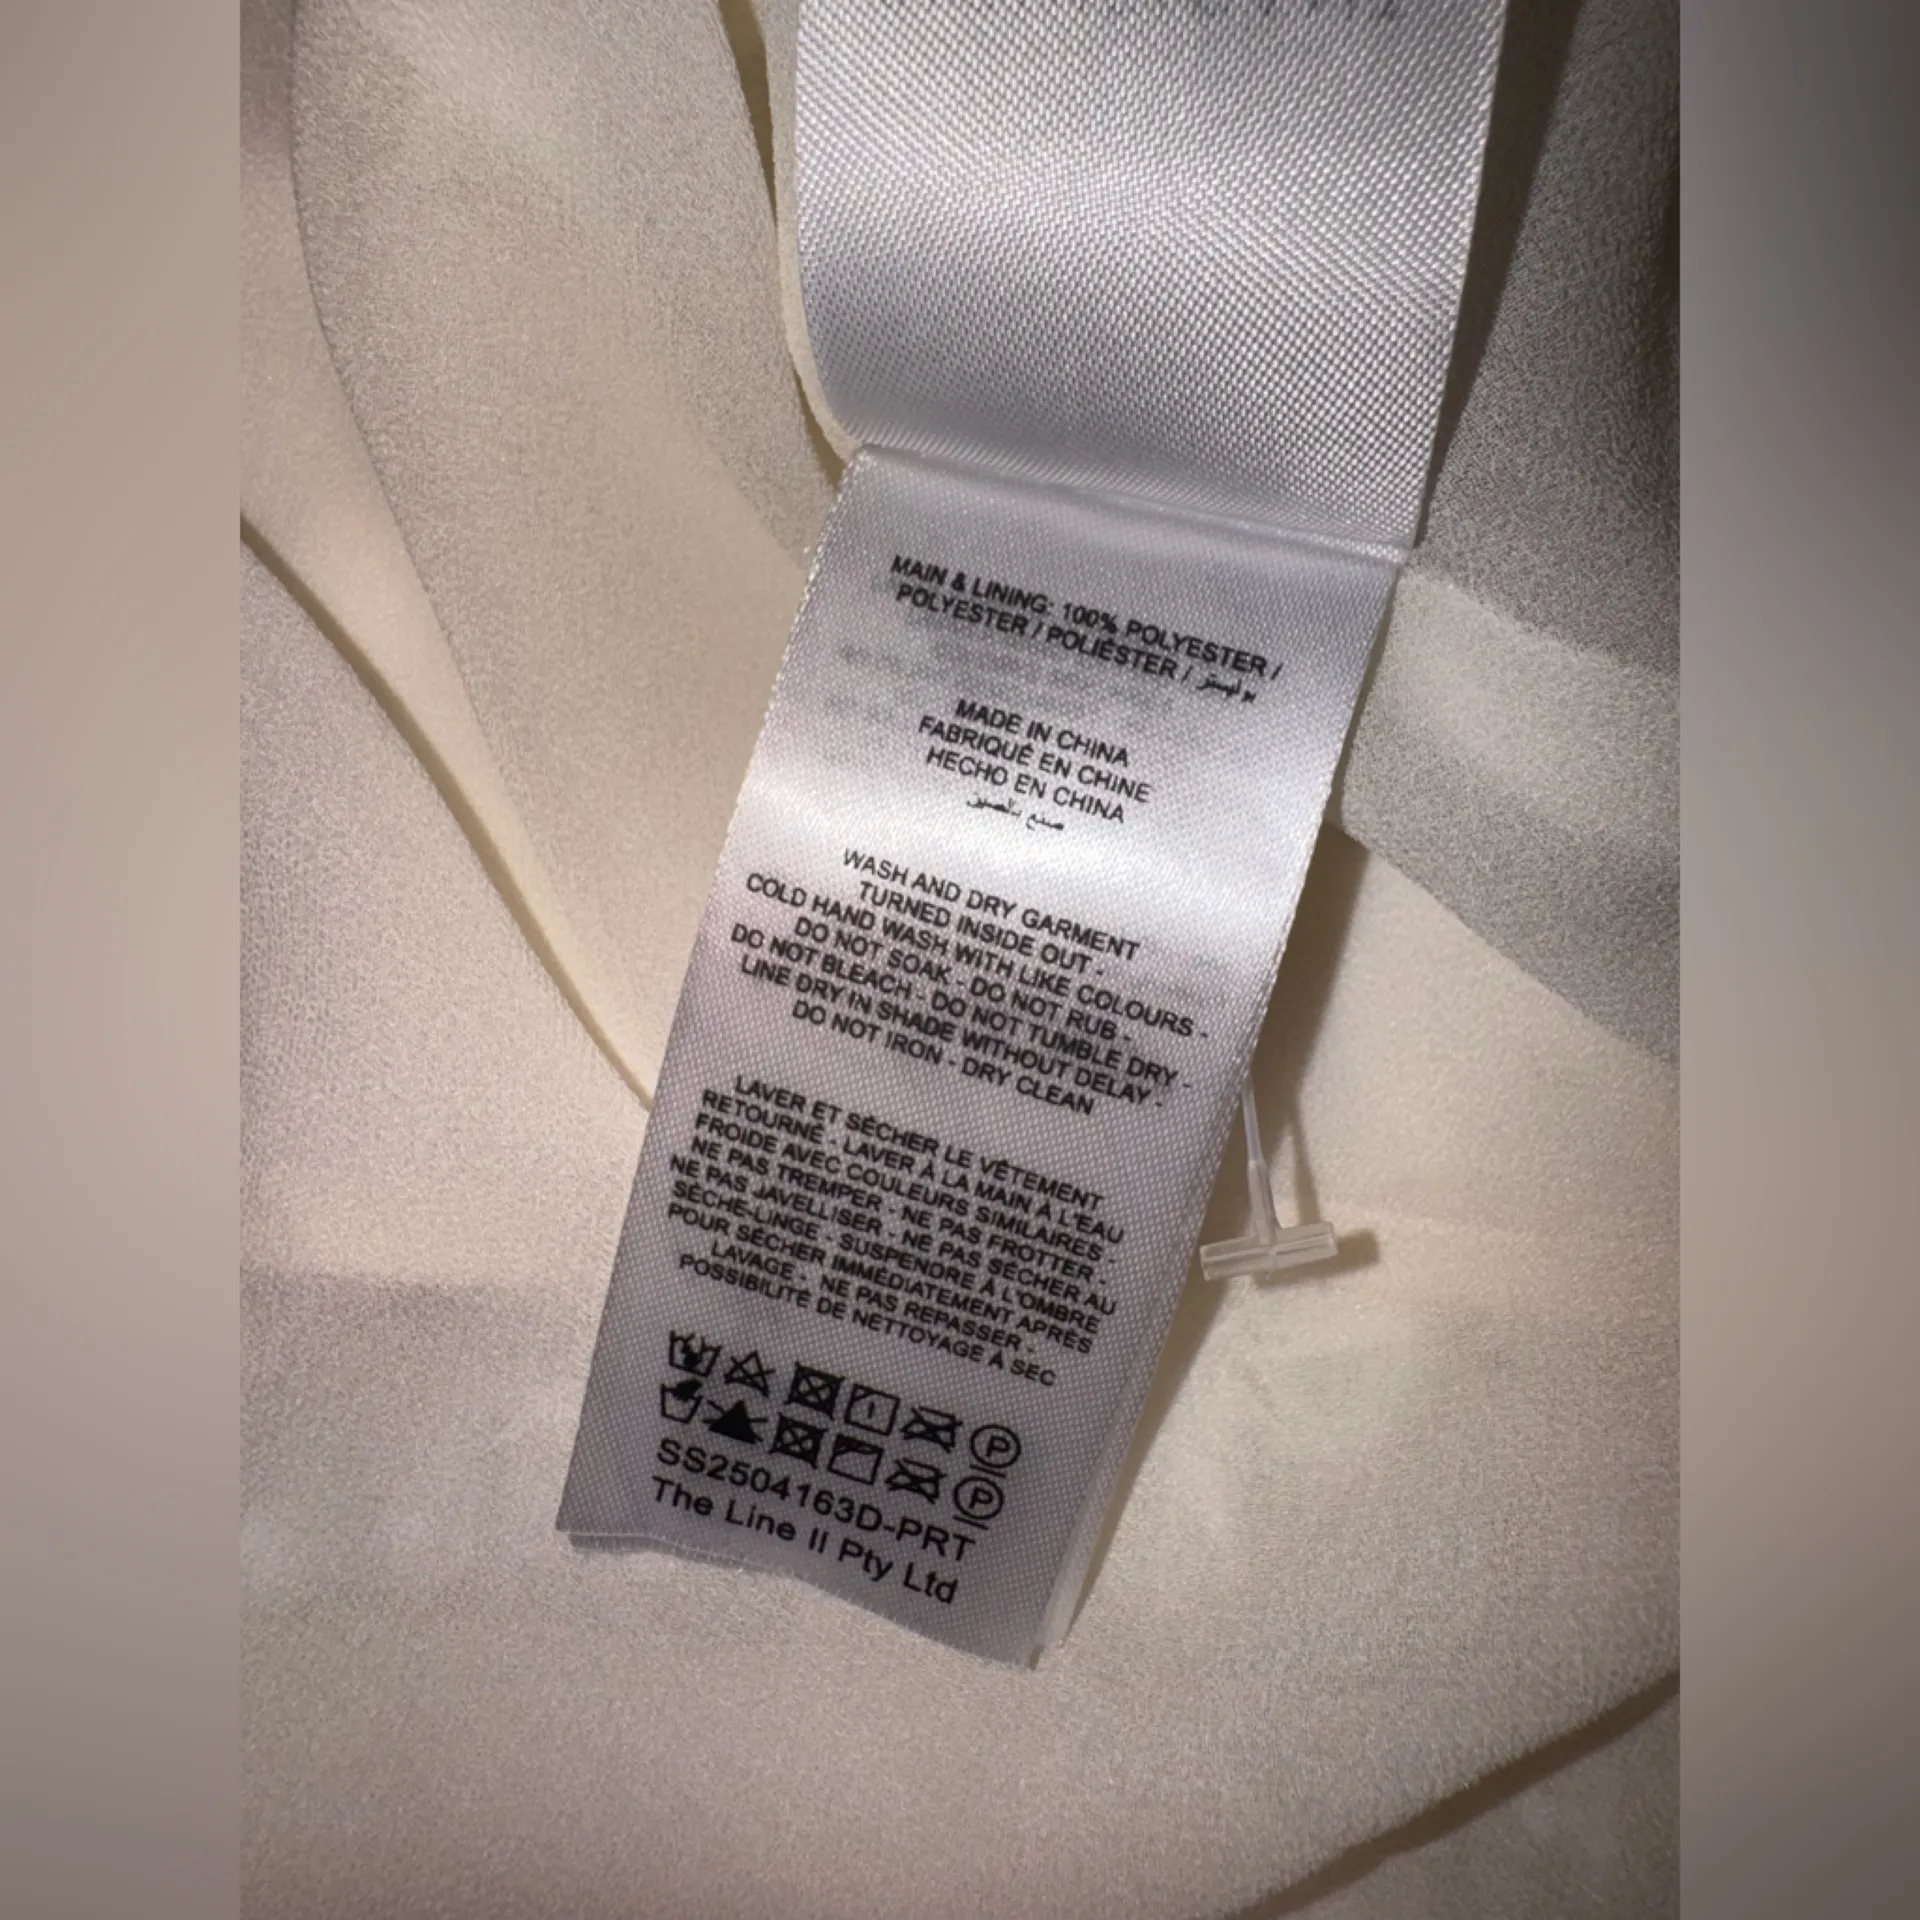 MAIN & LINING: 100% POLYESTER /
POLYESTER / POLIÉSTER / بوليستر
MADE IN CHINA
FABRIQUÉ EN CHINE
HECHO EN CHINA
صنع بالصين
WASH AND DRY GARMENT
TURNED INSIDE OUT -
COLD HAND WASH WITH LIKE COLOURS -
DO NOT SOAK - DO NOT RUB -
DO NOT BLEACH - DO NOT TUMBLE DRY -
LINE DRY IN SHADE WITHOUT DELAY -
DO NOT IRON - DRY CLEAN
LAVER ET SÉCHER LE VÊTEMENT
RETOURNÉ - LAVER À LA MAIN À L'EAU
FROIDE AVEC COULEURS SIMILAIRES -
NE PAS TREMPER - NE PAS FROTTER -
NE PAS JAVELLISER - NE PAS SÉCHER AU
SÈCHE-LINGE - SUSPENDRE À L'OMBRE
POUR SÉCHER IMMÉDIATEMENT APRÈS
LAVAGE - NE PAS REPASSER -
POSSIBILITÉ DE NETTOYAGE À SEC
P
P
SS2504163D-PRT
The Line II Pty Ltd